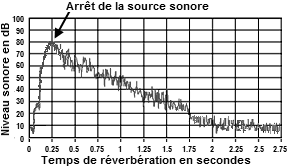 Arrêt de la source sonore
Niveau sonore en dB
100
90
80
70
60
50
40
30
20
10
0
0 0.25 0.5 0.75 1 1.25 1.5 1.75 2 2.25 2.5 2.75
Temps de réverbération en secondes